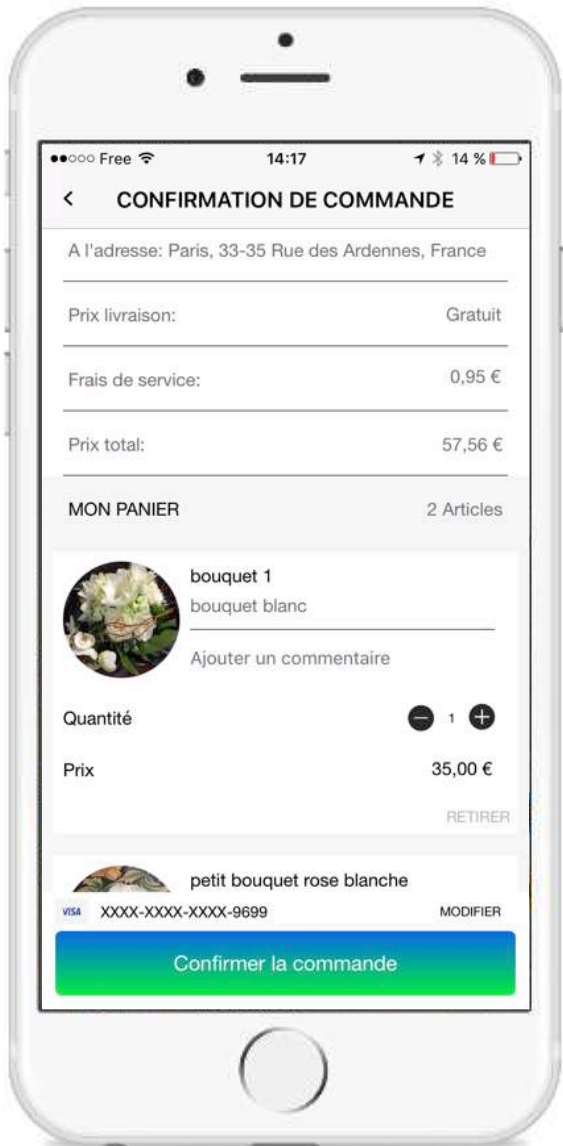 ●●○○○ Free 14:17 14 %
< CONFIRMATION DE COMMANDE
A l'adresse: Paris, 33-35 Rue des Ardennes, France
Prix livraison: Gratuit
Frais de service: 0,95 €
Prix total: 57,56 €
MON PANIER 2 Articles
bouquet 1
bouquet blanc
Ajouter un commentaire
Quantité 1
Prix 35,00 €
RETIRER
petit bouquet rose blanche
VISA XXXX-XXXX-XXXX-9699 MODIFIER
Confirmer la commande